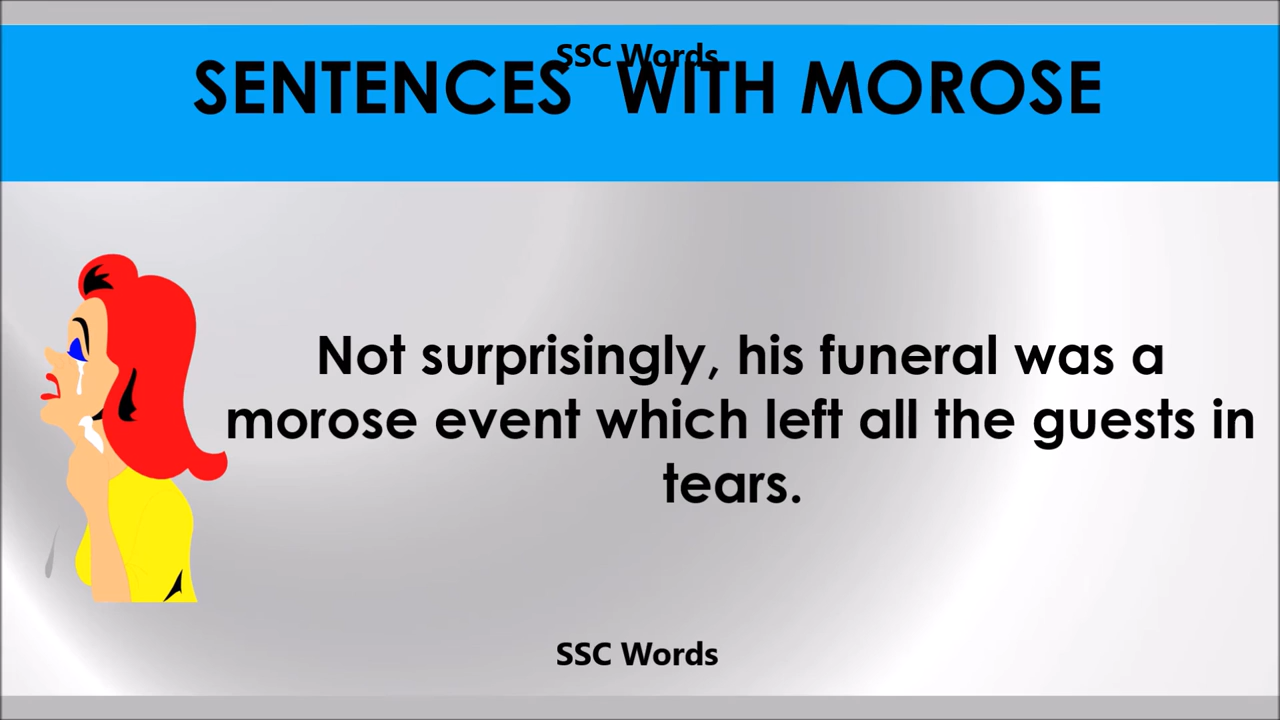 SSC Words
SENTENCES WITH MOROSE
Not surprisingly, his funeral was a
morose event which left all the guests in
tears.
SSC Words